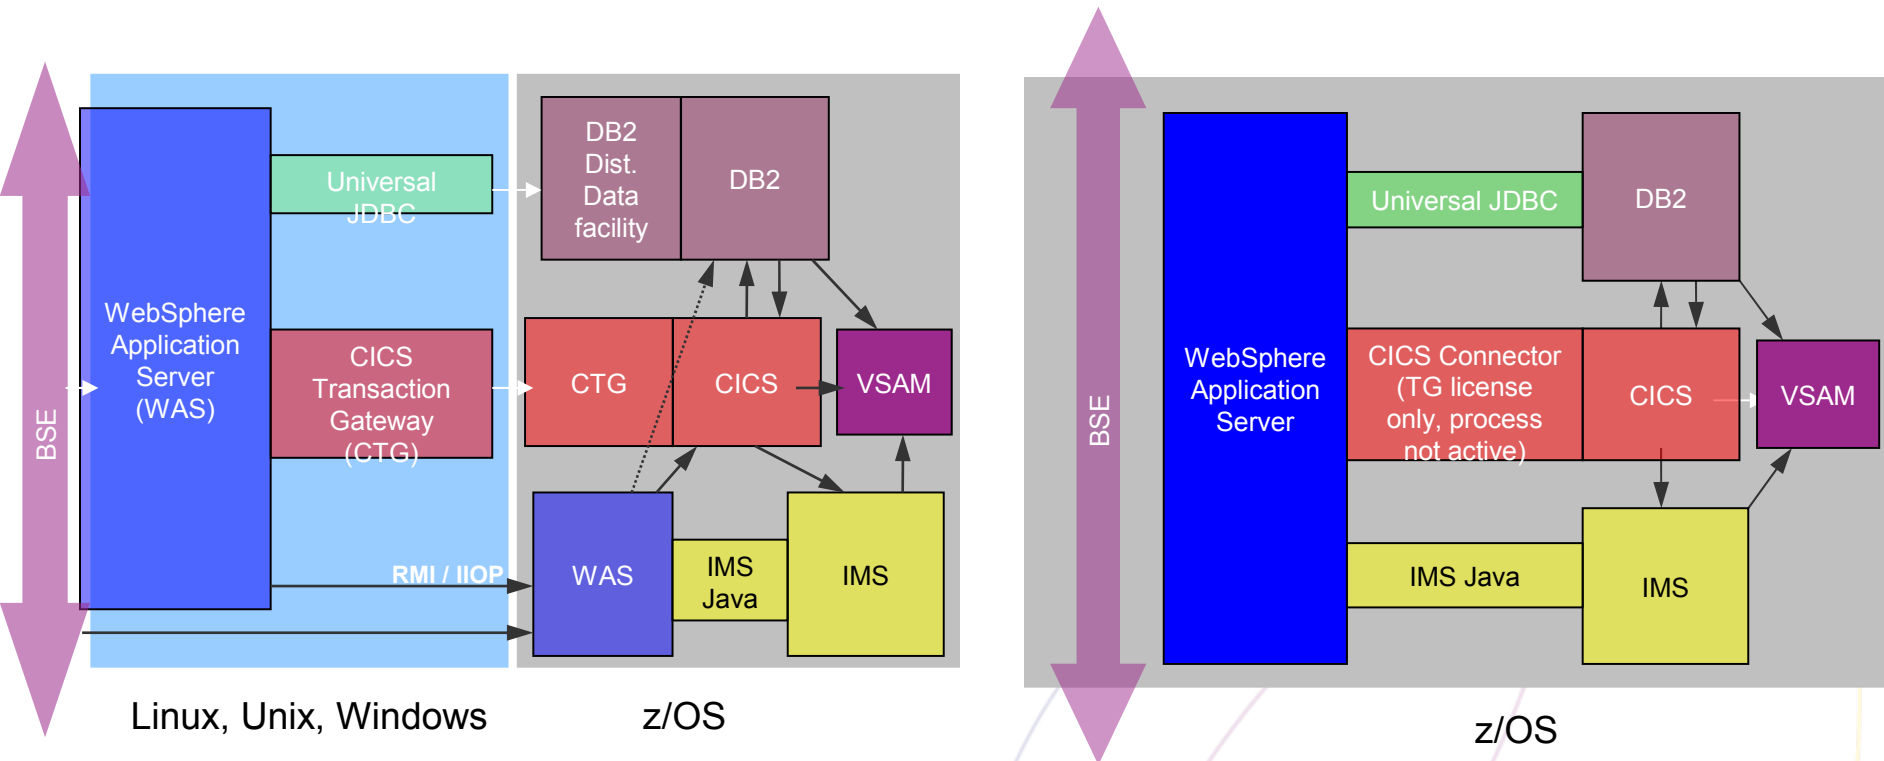 BSE
WebSphere
Application
Server
(WAS)
Universal
JDBC
CICS
Transaction
Gateway
(CTG)
RMI / IIOP
DB2
Dist.
Data
facility
DB2
CTG
CICS
VSAM
WAS
IMS
Java
IMS
Linux, Unix, Windows
z/OS
BSE
WebSphere
Application
Server
Universal JDBC
DB2
CICS Connector
(TG license
only, process
not active)
CICS
VSAM
IMS Java
IMS
z/OS